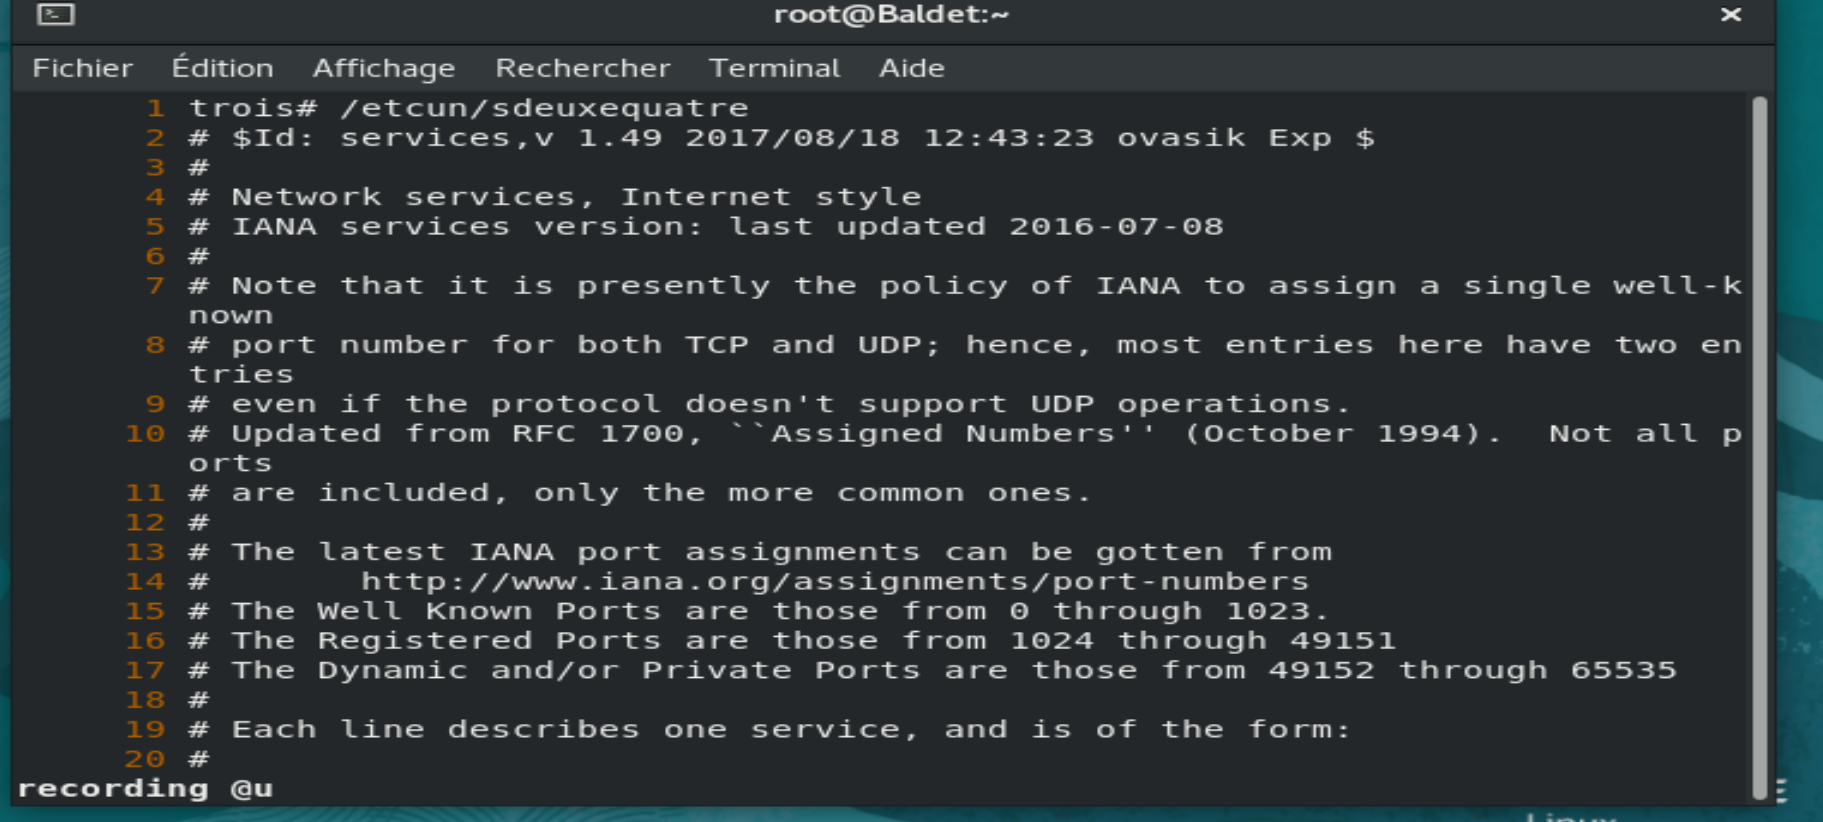 root@Baldet:~
Fichier Édition Affichage Rechercher Terminal Aide
1 trois# /etcun/sdeuxequatre
2 # $Id: services,v 1.49 2017/08/18 12:43:23 ovasik Exp $
3 #
4 # Network services, Internet style
5 # IANA services version: last updated 2016-07-08
6 #
7 # Note that it is presently the policy of IANA to assign a single well-k
nown
8 # port number for both TCP and UDP; hence, most entries here have two en
tries
9 # even if the protocol doesn't support UDP operations.
10 # Updated from RFC 1700, ``Assigned Numbers'' (October 1994).  Not all p
orts
11 # are included, only the more common ones.
12 #
13 # The latest IANA port assignments can be gotten from
14 #       http://www.iana.org/assignments/port-numbers
15 # The Well Known Ports are those from 0 through 1023.
16 # The Registered Ports are those from 1024 through 49151
17 # The Dynamic and/or Private Ports are those from 49152 through 65535
18 #
19 # Each line describes one service, and is of the form:
20 #
recording @u